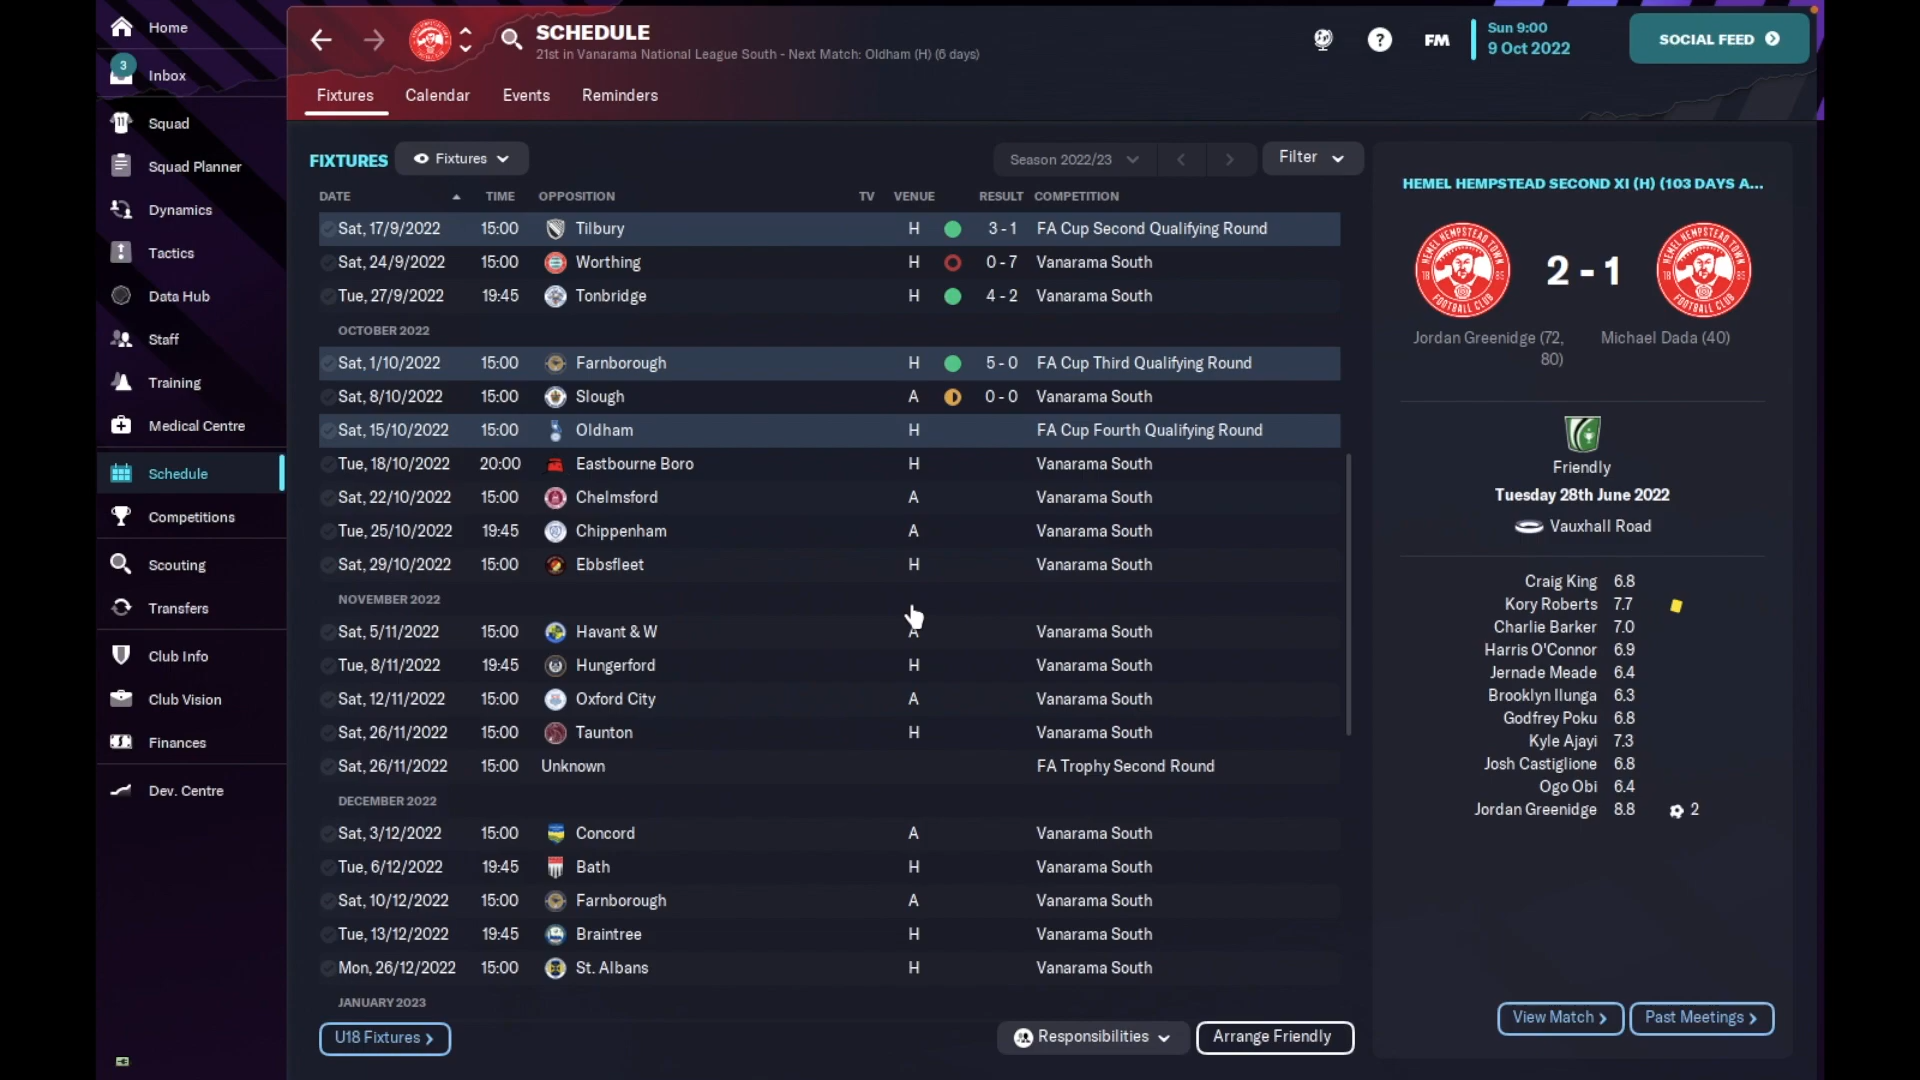 Home
3
Inbox
Squad
Squad Planner
Dynamics
Tactics
Data Hub
Staff
Training
Medical Centre
Schedule
Competitions
Scouting
Transfers
Club Info
Club Vision
Finances
Dev. Centre
SCHEDULE
21st in Vanarama National League South - Next Match: Oldham (H) (6 days)
FM
Sun 9:00
9 Oct 2022
SOCIAL FEED
Fixtures Calendar Events Reminders
FIXTURES Fixtures Season 2022/23 Filter
DATE TIME OPPOSITION TV VENUE RESULT COMPETITION
Sat, 17/9/2022 15:00 Tilbury H 3 - 1 FA Cup Second Qualifying Round
Sat, 24/9/2022 15:00 Worthing H 0 - 7 Vanarama South
Tue, 27/9/2022 19:45 Tonbridge H 4 - 2 Vanarama South
OCTOBER 2022
Sat, 1/10/2022 15:00 Farnborough H 5 - 0 FA Cup Third Qualifying Round
Sat, 8/10/2022 15:00 Slough A 0 - 0 Vanarama South
Sat, 15/10/2022 15:00 Oldham H FA Cup Fourth Qualifying Round
Tue, 18/10/2022 20:00 Eastbourne Boro H Vanarama South
Sat, 22/10/2022 15:00 Chelmsford A Vanarama South
Tue, 25/10/2022 19:45 Chippenham A Vanarama South
Sat, 29/10/2022 15:00 Ebbsfleet H Vanarama South
NOVEMBER 2022
Sat, 5/11/2022 15:00 Havant & W A Vanarama South
Tue, 8/11/2022 19:45 Hungerford H Vanarama South
Sat, 12/11/2022 15:00 Oxford City A Vanarama South
Sat, 26/11/2022 15:00 Taunton H Vanarama South
Sat, 26/11/2022 15:00 Unknown FA Trophy Second Round
DECEMBER 2022
Sat, 3/12/2022 15:00 Concord A Vanarama South
Tue, 6/12/2022 19:45 Bath H Vanarama South
Sat, 10/12/2022 15:00 Farnborough A Vanarama South
Tue, 13/12/2022 19:45 Braintree H Vanarama South
Mon, 26/12/2022 15:00 St. Albans H Vanarama South
JANUARY 2023
U18 Fixtures Responsibilities Arrange Friendly
HEMEL HEMPSTEAD SECOND XI (H) (103 DAYS A...
HEMEL HEMPSTEAD TOWN
18 85
FOOTBALL CLUB
2 - 1
HEMEL HEMPSTEAD TOWN
18 85
FOOTBALL CLUB
Jordan Greenidge (72,
80)
Michael Dada (40)
Friendly
Tuesday 28th June 2022
Vauxhall Road
Craig King 6.8
Kory Roberts 7.7
Charlie Barker 7.0
Harris O'Connor 6.9
Jernade Meade 6.4
Brooklyn Ilunga 6.3
Godfrey Poku 6.8
Kyle Ajayi 7.3
Josh Castiglione 6.8
Ogo Obi 6.4
Jordan Greenidge 8.8 2
View Match Past Meetings